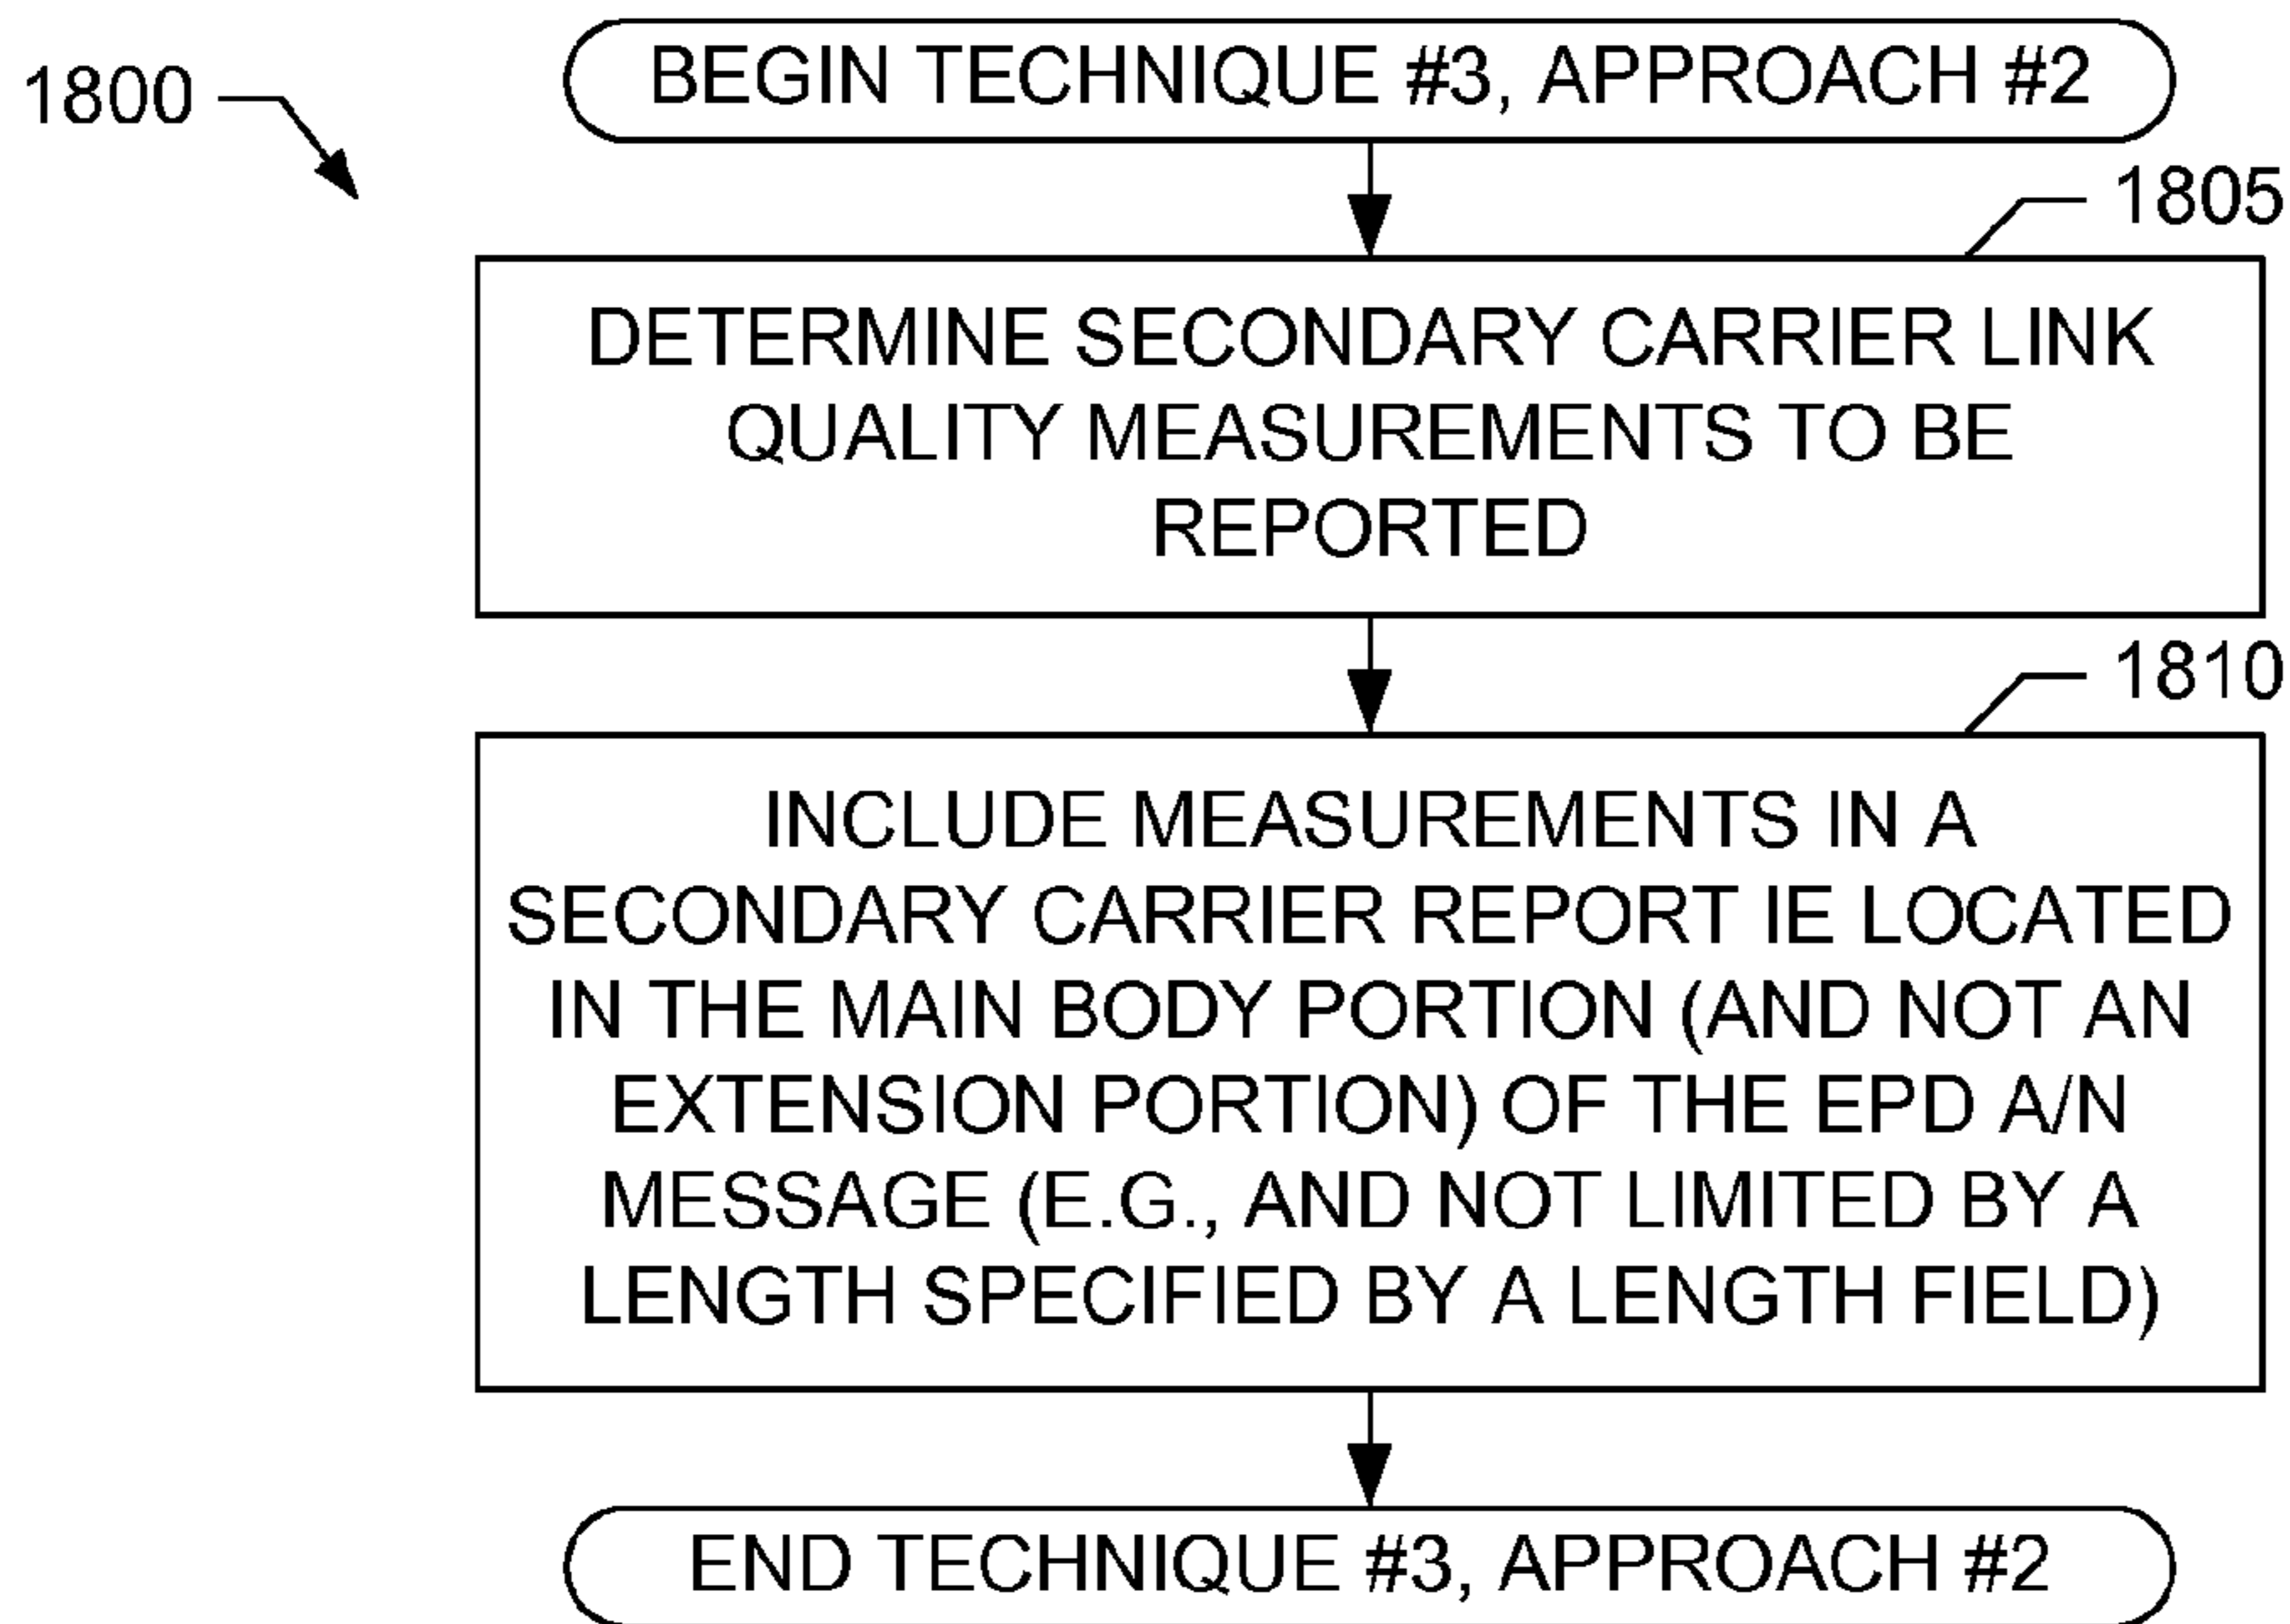 1800
BEGIN TECHNIQUE #3, APPROACH #2
1805
DETERMINE SECONDARY CARRIER LINK
QUALITY MEASUREMENTS TO BE
REPORTED
1810
INCLUDE MEASUREMENTS IN A
SECONDARY CARRIER REPORT IE LOCATED
IN THE MAIN BODY PORTION (AND NOT AN
EXTENSION PORTION) OF THE EPD A/N
MESSAGE (E.G., AND NOT LIMITED BY A
LENGTH SPECIFIED BY A LENGTH FIELD)
END TECHNIQUE #3, APPROACH #2